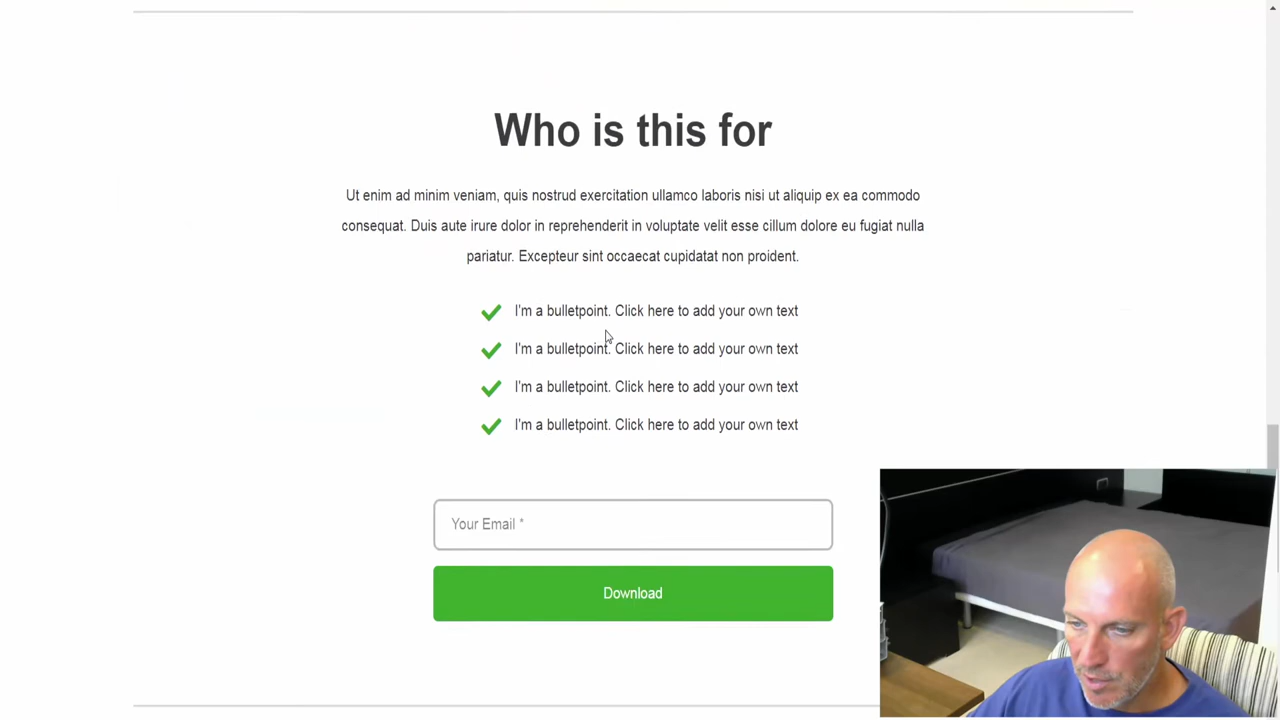 Who is this for
Ut enim ad minim veniam, quis nostrud exercitation ullamco laboris nisi ut aliquip ex ea commodo
consequat. Duis aute irure dolor in reprehenderit in voluptate velit esse cillum dolore eu fugiat nulla
pariatur. Excepteur sint occaecat cupidatat non proident.
I'm a bulletpoint. Click here to add your own text
I'm a bulletpoint. Click here to add your own text
I'm a bulletpoint. Click here to add your own text
I'm a bulletpoint. Click here to add your own text
Your Email *
Download